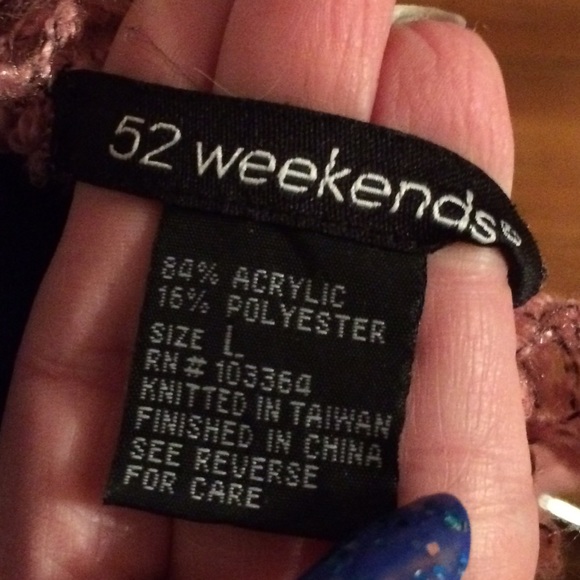 52 weekends
84% ACRYLIC
16% POLYESTER
SIZE L
RN # 103364
KNITTED IN TAIWAN
FINISHED IN CHINA
SEE REVERSE
FOR CARE